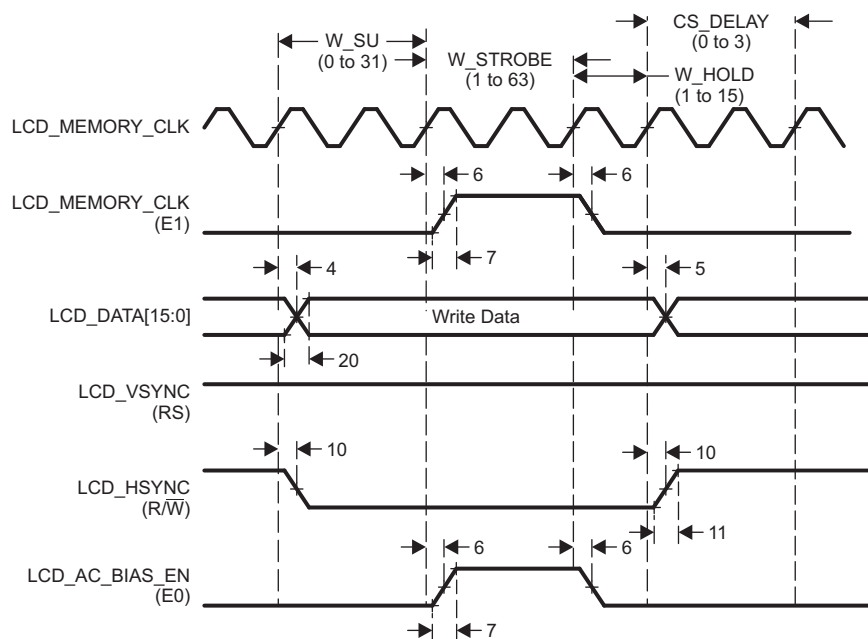 W_SU
(0 to 31)
W_STROBE
(1 to 63)
CS_DELAY
(0 to 3)
W_HOLD
(1 to 15)
LCD_MEMORY_CLK
LCD_MEMORY_CLK
(E1)
6
6
7
LCD_DATA[15:0]
4
Write Data
5
20
LCD_VSYNC
(RS)
LCD_HSYNC
(R/W̅)
10
10
11
LCD_AC_BIAS_EN
(E0)
6
6
7